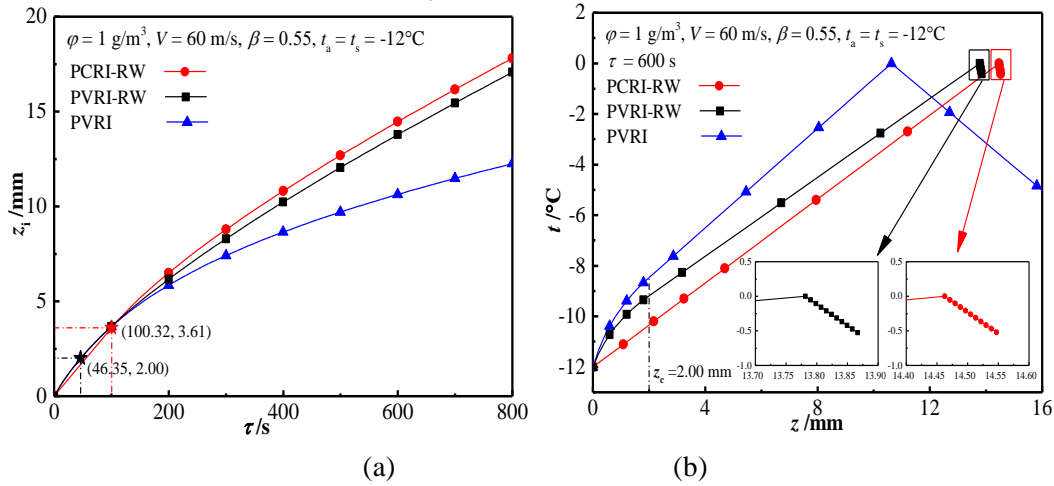 φ = 1 g/m³, V = 60 m/s, β = 0.55, tₐ = tₛ = -12°C
PCRI-RW
PVRI-RW
PVRI
(100.32, 3.61)
(46.35, 2.00)
20
15
10
5
0
0 200 400 600 800
zᵢ /mm
τ /s
(a)
φ = 1 g/m³, V = 60 m/s, β = 0.55, tₐ = tₛ = -12°C
τ = 600 s
PCRI-RW
PVRI-RW
PVRI
2
0
-2
-4
-6
-8
-10
-12
0 4 8 12 16
t /°C
z /mm
z_c =2.00 mm
0.5
0.0
-0.5
-1.0
13.70 13.75 13.80 13.85 13.90
0.5
0.0
-0.5
-1.0
14.40 14.45 14.50 14.55 14.60
(b)